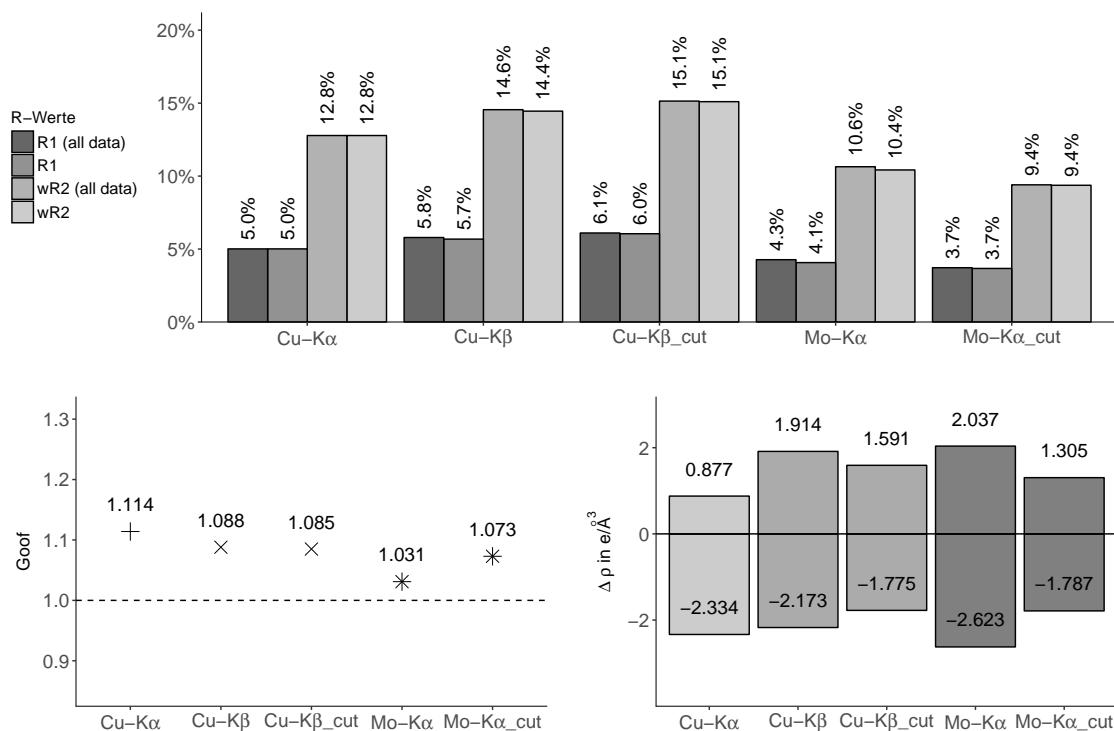 R−Werte
R1 (all data)
R1
wR2 (all data)
wR2
20%
15%
10%
5%
0%
5.0% 5.0% 12.8% 12.8% 5.8% 5.7% 14.6% 14.4% 6.1% 6.0% 15.1% 15.1% 4.3% 4.1% 10.6% 10.4% 3.7% 3.7% 9.4% 9.4%
Cu−Kα Cu−Kβ Cu−Kβ_cut Mo−Kα Mo−Kα_cut
Goof
1.3
1.2
1.1
1.0
0.9
1.114 1.088 1.085 1.031 1.073
Cu−Kα Cu−Kβ Cu−Kβ_cut Mo−Kα Mo−Kα_cut
Δ ρ in e/Å³
2
0
−2
0.877 1.914 1.591 2.037 1.305
−2.334 −2.173 −1.775 −2.623 −1.787
Cu−Kα Cu−Kβ Cu−Kβ_cut Mo−Kα Mo−Kα_cut